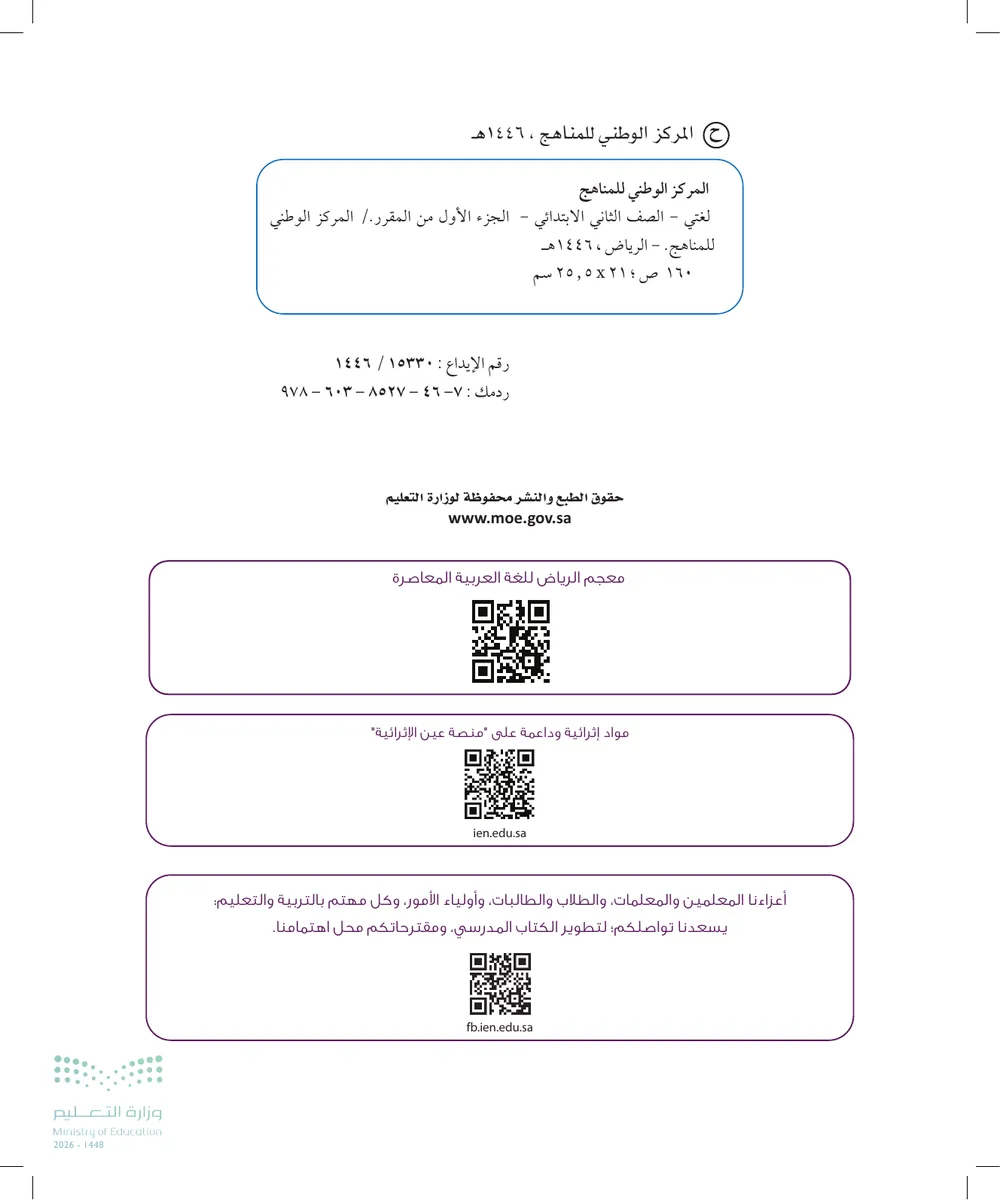 ح المركز الوطني للمناهج ، ١٤٤٦هـ
المركز الوطني للمناهج
لغتي – الصف الثاني الابتدائي – الجزء الأول من المقرر./ المركز الوطني
للمناهج. – الرياض ، ١٤٤٦هـ
١٦٠ ص ؛ ٢١ x ٢٥,٥ سم
رقم الإيداع : ١٥٣٣٠ / ١٤٤٦
ردمك : ٧– ٤٦ – ٨٥٢٧ – ٦٠٣ – ٩٧٨
حقوق الطبع والنشر محفوظة لوزارة التعليم
www.moe.gov.sa
معجم الرياض للغة العربية المعاصرة
مواد إثرائية وداعمة على "منصة عين الإثرائية"
ien.edu.sa
أعزاءنا المعلمين والمعلمات، والطلاب والطالبات، وأولياء الأمور، وكل مهتم بالتربية والتعليم:
يسعدنا تواصلكم؛ لتطوير الكتاب المدرسي، ومقترحاتكم محل اهتمامنا.
fb.ien.edu.sa
وزارة التعـــليم
Ministry of Education
2026 - 1448